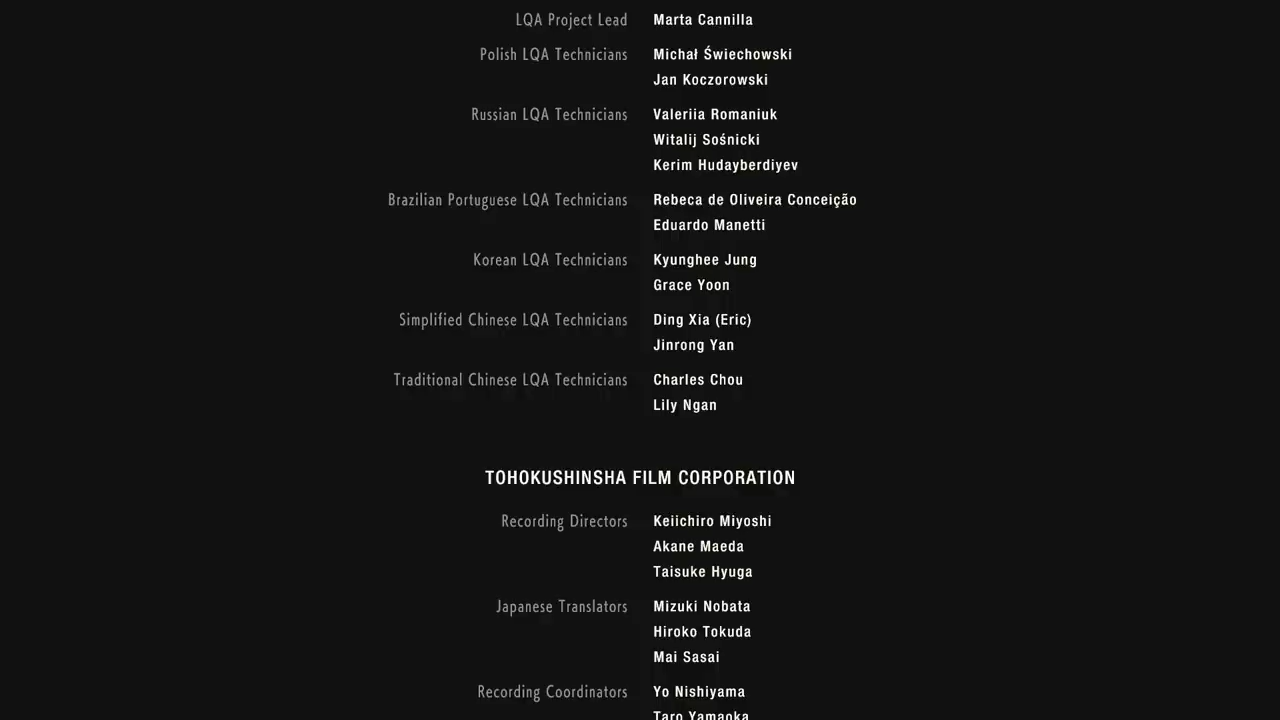 LQA Project Lead Marta Cannilla
Polish LQA Technicians Michał Świechowski
Jan Koczorowski
Russian LQA Technicians Valeriia Romaniuk
Witalij Sośnicki
Kerim Hudayberdiyev
Brazilian Portuguese LQA Technicians Rebeca de Oliveira Conceição
Eduardo Manetti
Korean LQA Technicians Kyunghee Jung
Grace Yoon
Simplified Chinese LQA Technicians Ding Xia (Eric)
Jinrong Yan
Traditional Chinese LQA Technicians Charles Chou
Lily Ngan
TOHOKUSHINSHA FILM CORPORATION
Recording Directors Keiichiro Miyoshi
Akane Maeda
Taisuke Hyuga
Japanese Translators Mizuki Nobata
Hiroko Tokuda
Mai Sasai
Recording Coordinators Yo Nishiyama
Taro Yamaoka